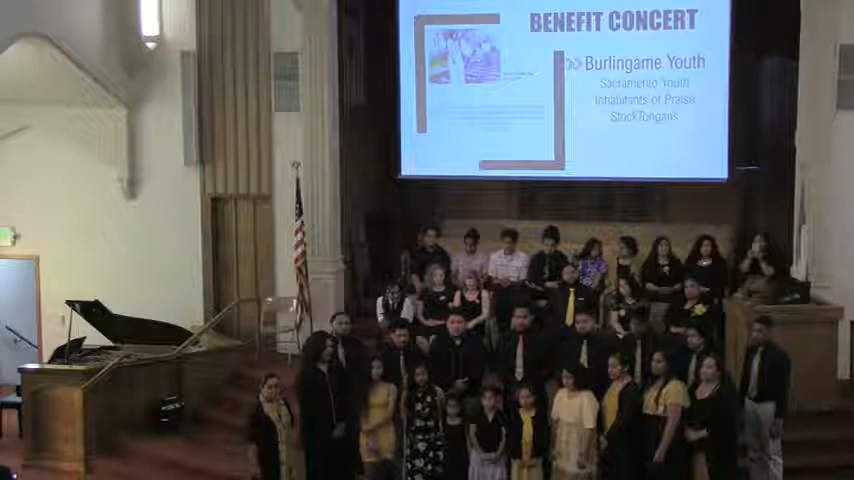 BENEFIT CONCERT
Burlingame Youth
Sacramento Youth
Inhabitants of Praise
StockTongans